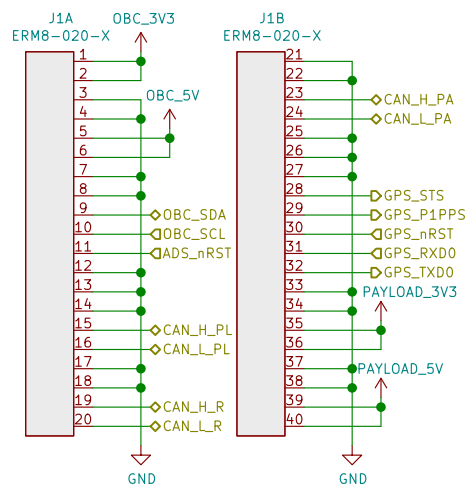 J1A
ERM8-020-X
OBC_3V3
1
2
3
4
OBC_5V
5
6
7
8
9 OBC_SDA
10 OBC_SCL
11 ADS_nRST
12
13
14
15 CAN_H_PL
16 CAN_L_PL
17
18
19 CAN_H_R
20 CAN_L_R
GND
J1B
ERM8-020-X
21
22
23 CAN_H_PA
24 CAN_L_PA
25
26
27
28 GPS_STS
29 GPS_P1PPS
30 GPS_nRST
31 GPS_RXD0
32 GPS_TXD0
33
PAYLOAD_3V3
34
35
36
37
PAYLOAD_5V
38
39
40
GND